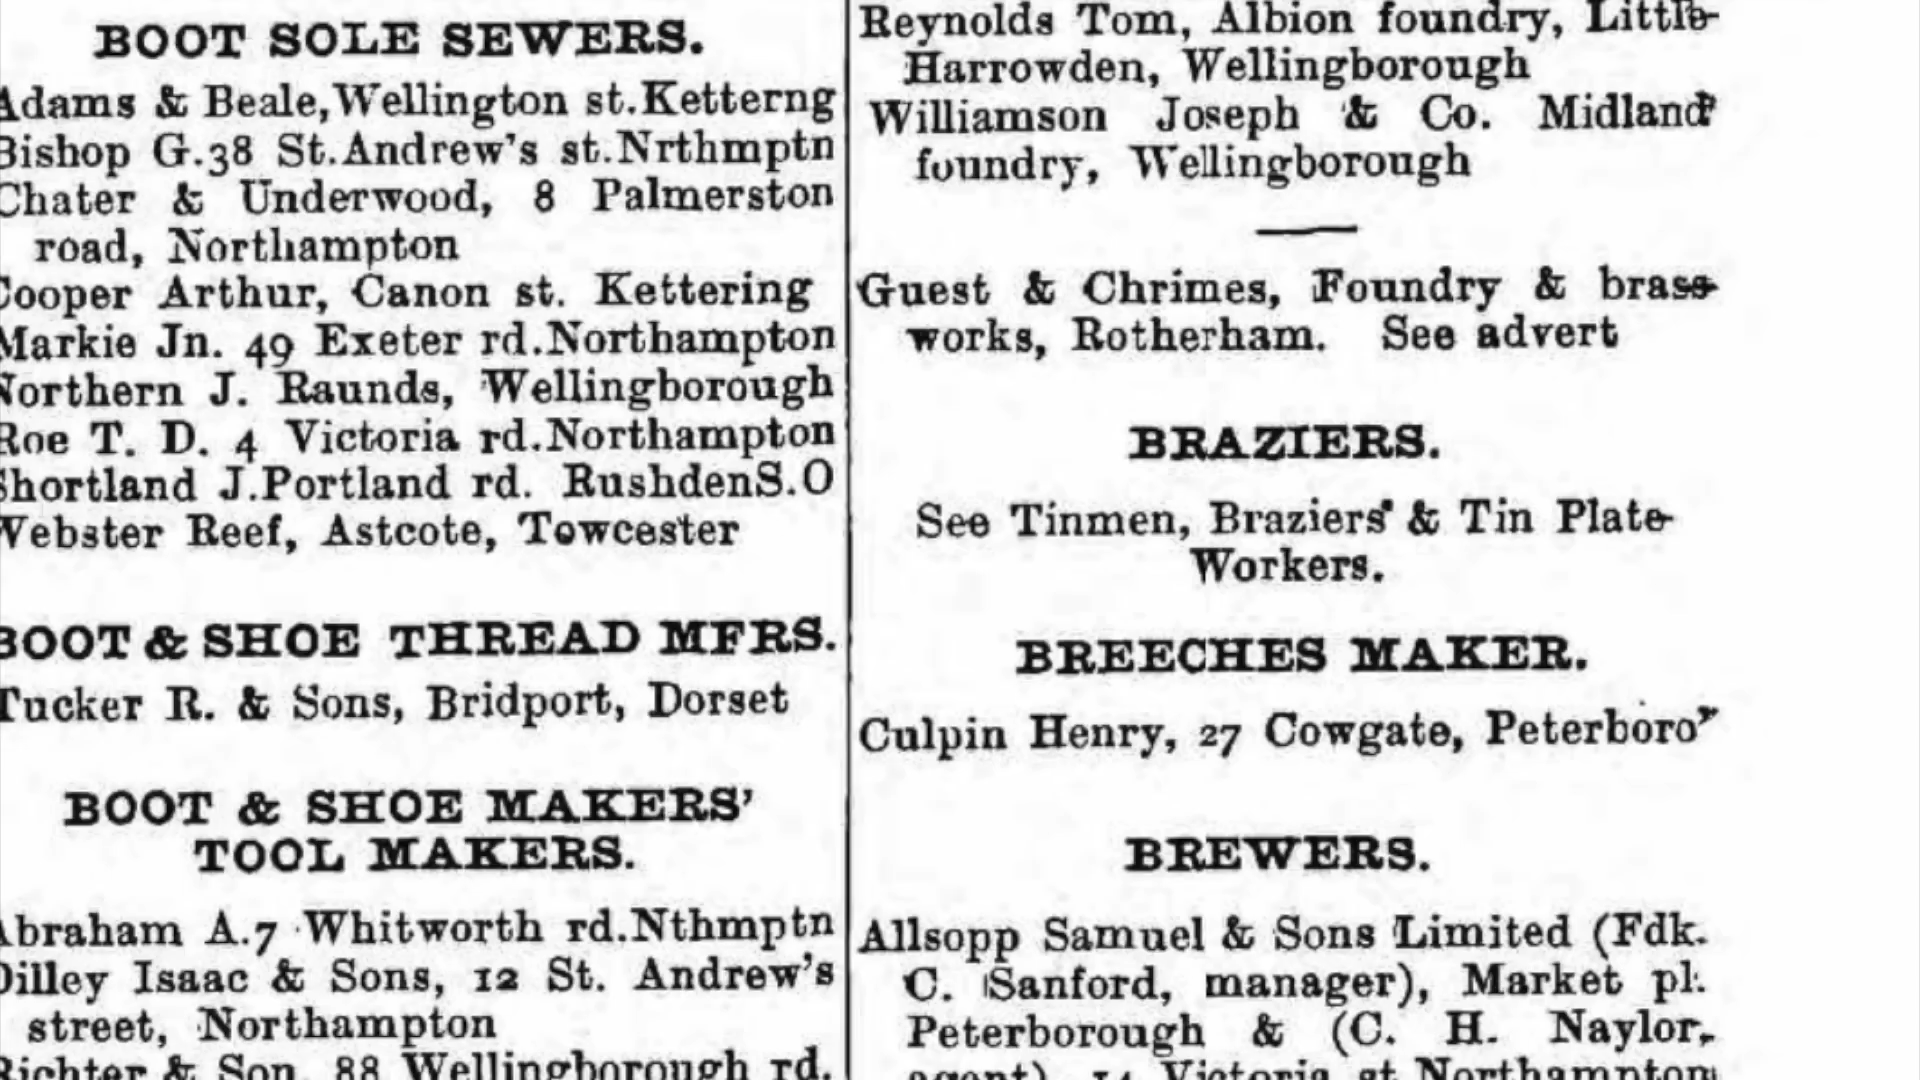 BOOT SOLE SEWERS.
Adams & Beale, Wellington st. Ketterng
Bishop G. 38 St. Andrew's st. Nrthmptn
Chater & Underwood, 8 Palmerston
road, Northampton
Cooper Arthur, Canon st. Kettering
Markie Jn. 49 Exeter rd. Northampton
Northern J. Raunds, Wellingborough
Roe T. D. 4 Victoria rd. Northampton
Shortland J. Portland rd. Rushden S.O
Webster Reef, Astcote, Towcester
BOOT & SHOE THREAD MFRS.
Tucker R. & Sons, Bridport, Dorset
BOOT & SHOE MAKERS'
TOOL MAKERS.
Abraham A. 7 Whitworth rd. Nthmptn
Dilley Isaac & Sons, 12 St. Andrew's
street, Northampton
Richter & Son, 88 Wellingborough rd.
Reynolds Tom, Albion foundry, Little
Harrowden, Wellingborough
Williamson Joseph & Co. Midland
foundry, Wellingborough
Guest & Chrimes, Foundry & brass
works, Rotherham. See advert
BRAZIERS.
See Tinmen, Braziers & Tin Plate
Workers.
BREECHES MAKER.
Culpin Henry, 27 Cowgate, Peterboro'
BREWERS.
Allsopp Samuel & Sons Limited (Fdk.
C. Sanford, manager), Market pl.
Peterborough & (C. H. Naylor,
agent), 14 Victoria st. Northampton